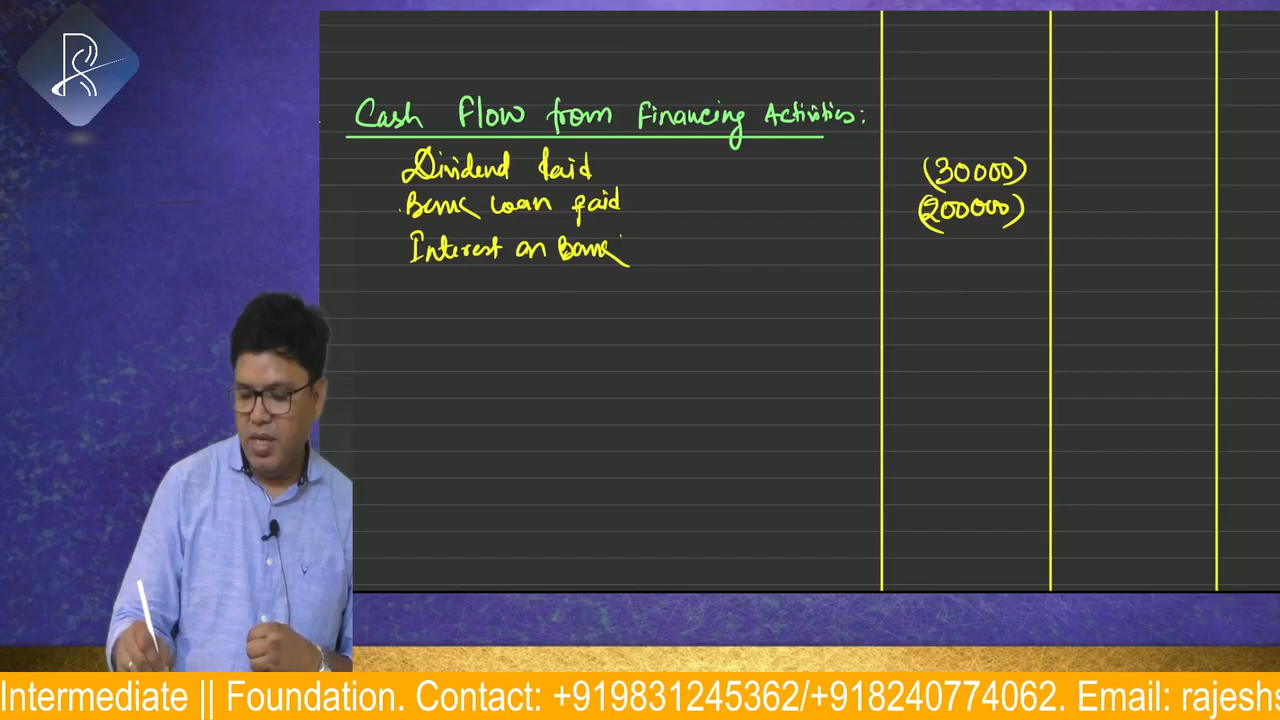 RS
Cash Flow from Financing Activities:
Dividend Paid (30000)
Bank Loan paid (200000)
Interest on Bank
Intermediate || Foundation. Contact: +919831245362/+918240774062. Email: rajeshs